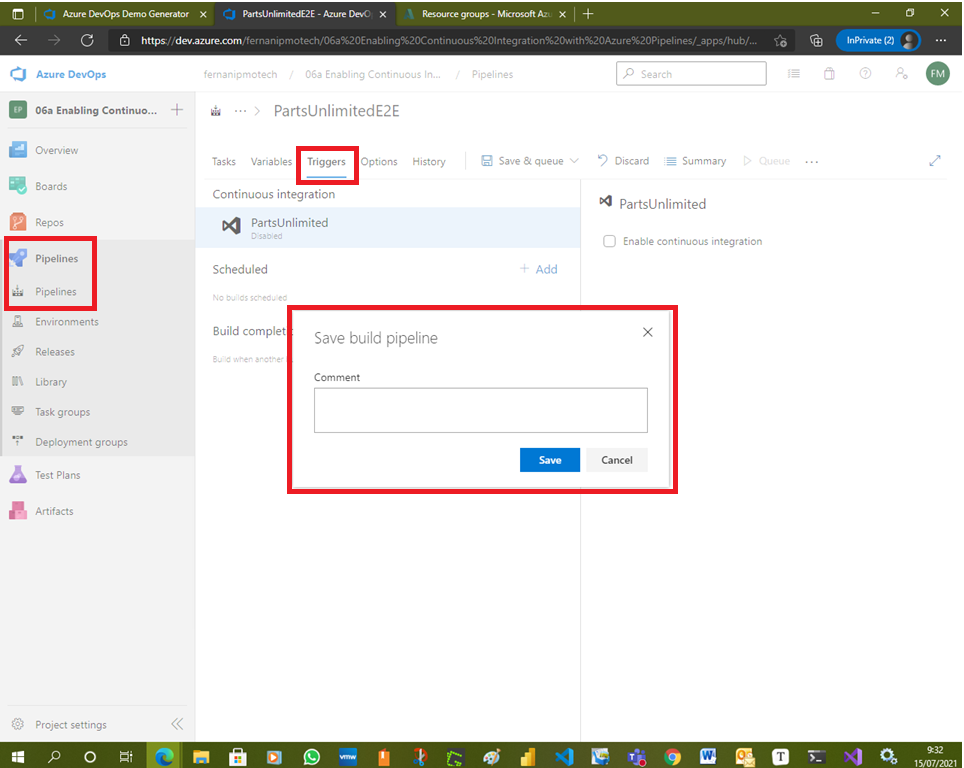 Azure DevOps Demo Generator
PartsUnlimitedE2E - Azure DevO
Resource groups - Microsoft Azu
https://dev.azure.com/fernanipmotech/06a%20Enabling%20Continuous%20Integration%20with%20Azure%20Pipelines/_apps/hub/...
InPrivate (2)
Azure DevOps
fernanipmotech / 06a Enabling Continuous In... / Pipelines
Search
FM
EP
06a Enabling Continuo...
PartsUnlimitedE2E
Overview
Boards
Repos
Pipelines
Pipelines
Environments
Releases
Library
Task groups
Deployment groups
Test Plans
Artifacts
Project settings
Tasks Variables Triggers Options History Save & queue Discard Summary Queue ...
Continuous integration
PartsUnlimited
Disabled
Scheduled
+ Add
No builds scheduled
Build complet
Build when another
PartsUnlimited
Enable continuous integration
Save build pipeline
Comment
Save
Cancel
vmw
W
T
9:32
15/07/2021